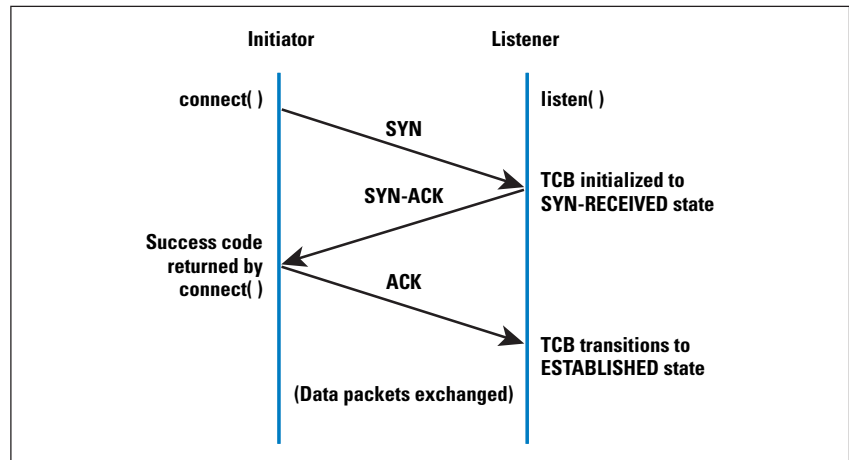 Initiator
Listener
connect( )
listen( )
SYN
TCB initialized to
SYN-RECEIVED state
SYN-ACK
Success code
returned by
connect( )
ACK
TCB transitions to
ESTABLISHED state
(Data packets exchanged)